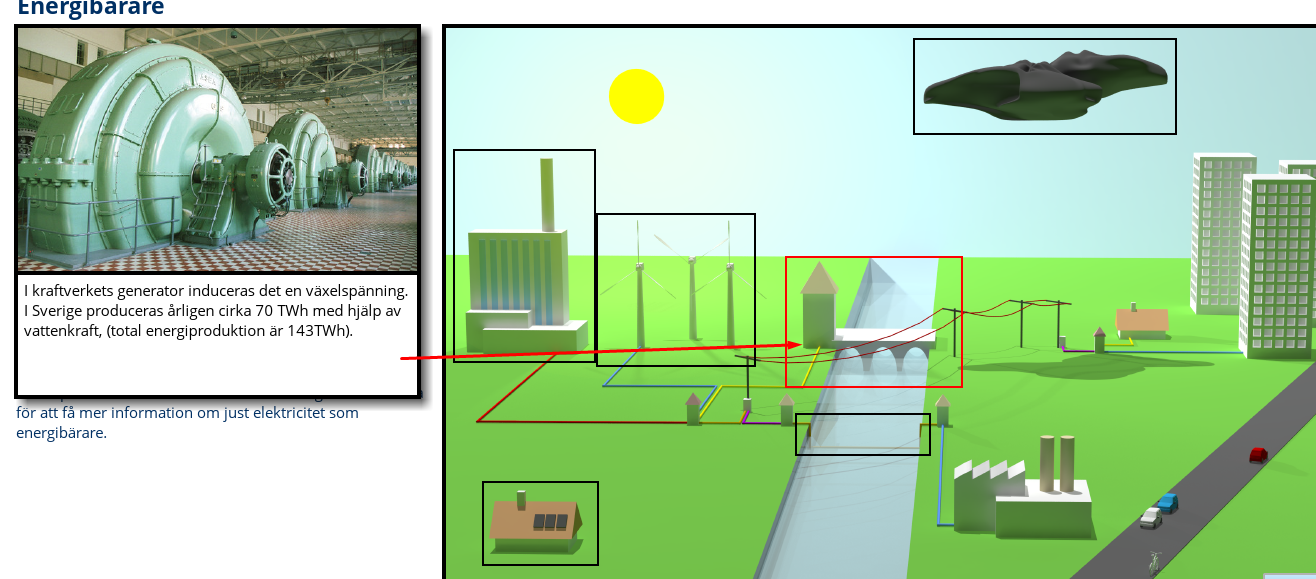 Energibärare
I kraftverkets generator induceras det en växelspänning.
I Sverige produceras årligen cirka 70 TWh med hjälp av
vattenkraft, (total energiproduktion är 143TWh).
för att få mer information om just elektricitet som
energibärare.